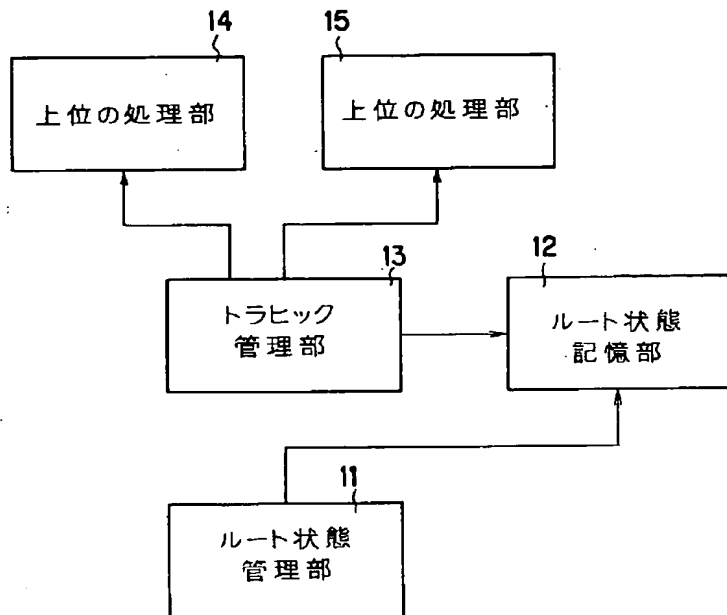 14
上位の処理部
15
上位の処理部
13
トラヒック
管理部
12
ルート状態
記憶部
11
ルート状態
管理部